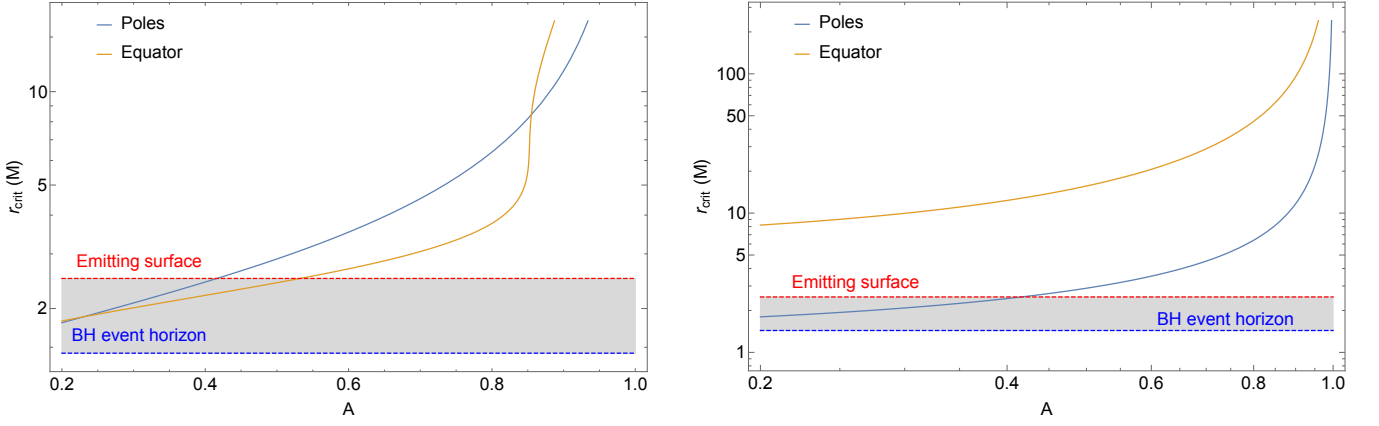 Poles
Equator
10
5
2
r_crit (M)
Emitting surface
BH event horizon
0.2
0.4
0.6
0.8
1.0
A
Poles
Equator
100
50
10
5
1
r_crit (M)
Emitting surface
BH event horizon
0.2
0.4
0.6
0.8
1.0
A